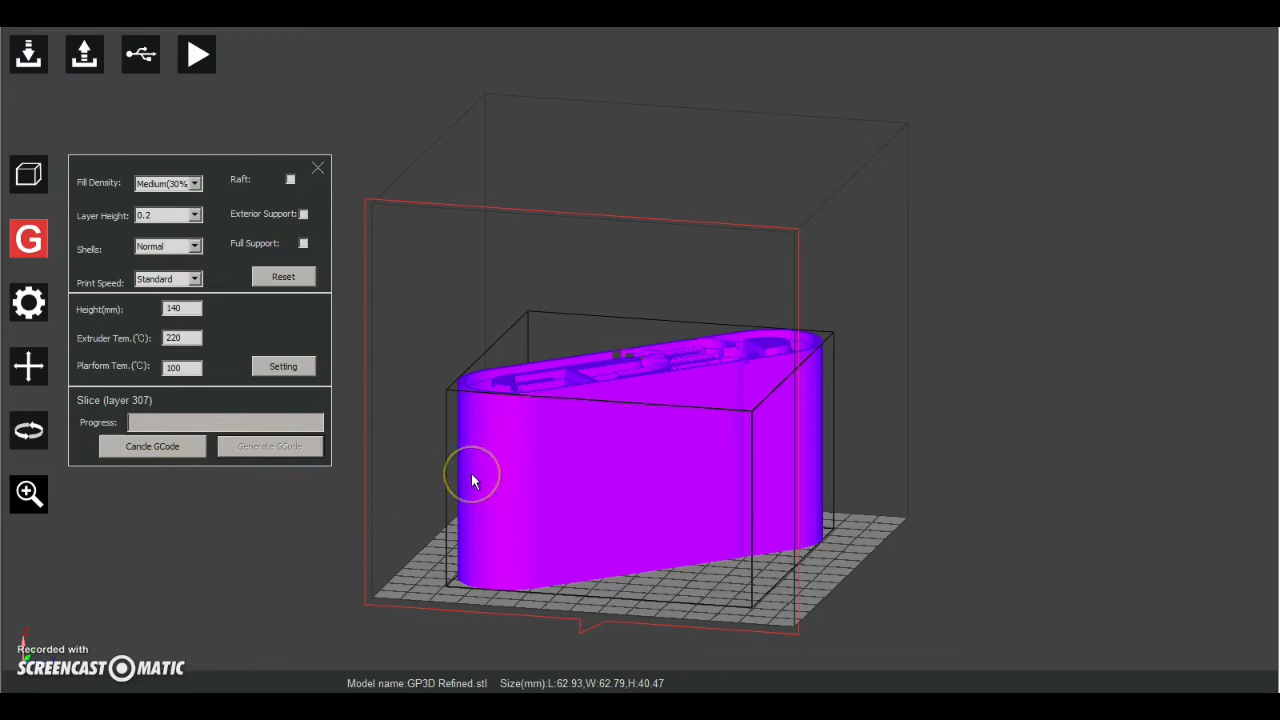 G
Fill Density:
Medium(30%
Raft:
Layer Height:
0.2
Exterior Support:
Shells:
Normal
Full Support:
Print Speed:
Standard
Reset
Height(mm):
140
Extruder Tem.(°C):
220
Plarform Tem.(°C):
100
Setting
Slice (layer 307)
Progress:
Cancle GCode
Generate GCode
Recorded with
SCREENCAST MATIC
Model name:GP3D Refined.stl Size(mm):L:62.93,W:62.79,H:40.47